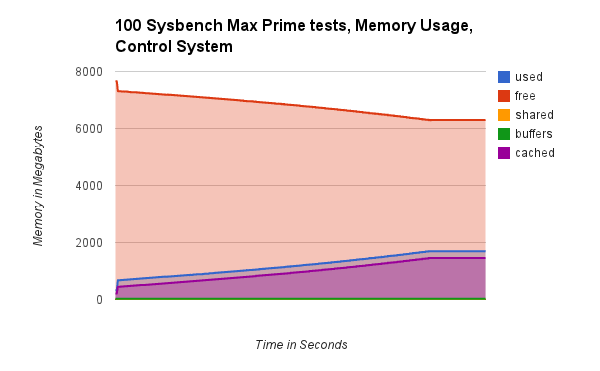 100 Sysbench Max Prime tests, Memory Usage,
Control System
8000
6000
4000
2000
0
Memory in Megabytes
Time in Seconds
used
free
shared
buffers
cached